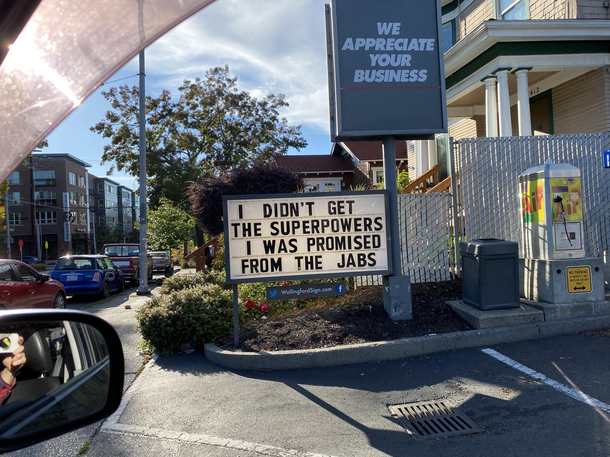 WE
APPRECIATE
YOUR
BUSINESS
I DIDN'T GET
THE SUPERPOWERS
I WAS PROMISED
FROM THE JABS
WallingfordSign.com
NO PARKING